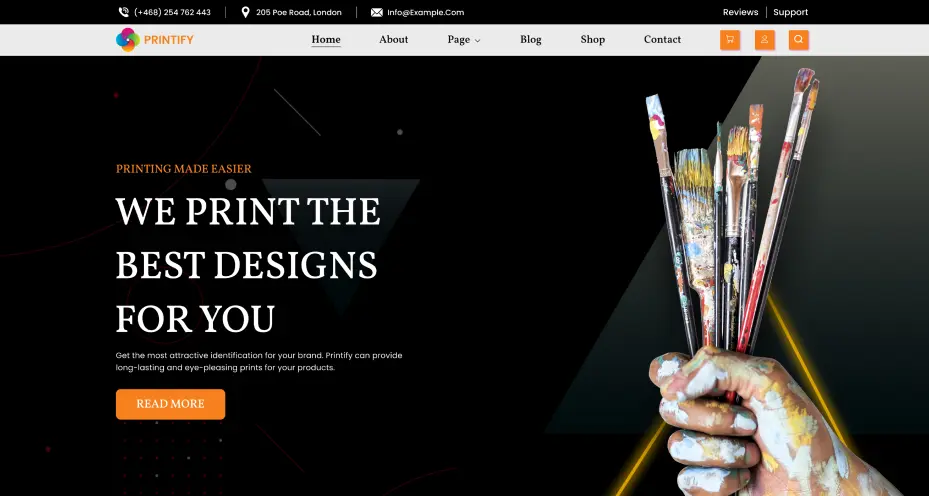 (+468) 254 762 443
205 Poe Road, London
Info@Example.Com
Reviews
Support
PRINTIFY
Home
About
Page
Blog
Shop
Contact
PRINTING MADE EASIER
WE PRINT THE
BEST DESIGNS
FOR YOU
Get the most attractive identification for your brand. Printify can provide
long-lasting and eye-pleasing prints for your products.
READ MORE